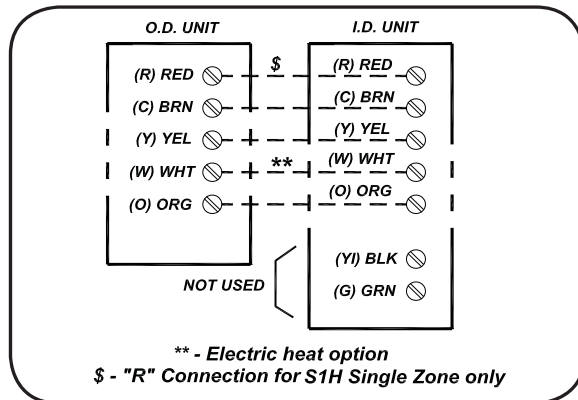 O.D. UNIT I.D. UNIT
(R) RED $ (R) RED
(C) BRN (C) BRN
(Y) YEL (Y) YEL
(W) WHT ** (W) WHT
(O) ORG (O) ORG
(YI) BLK
NOT USED
(G) GRN
** - Electric heat option
$ - "R" Connection for S1H Single Zone only